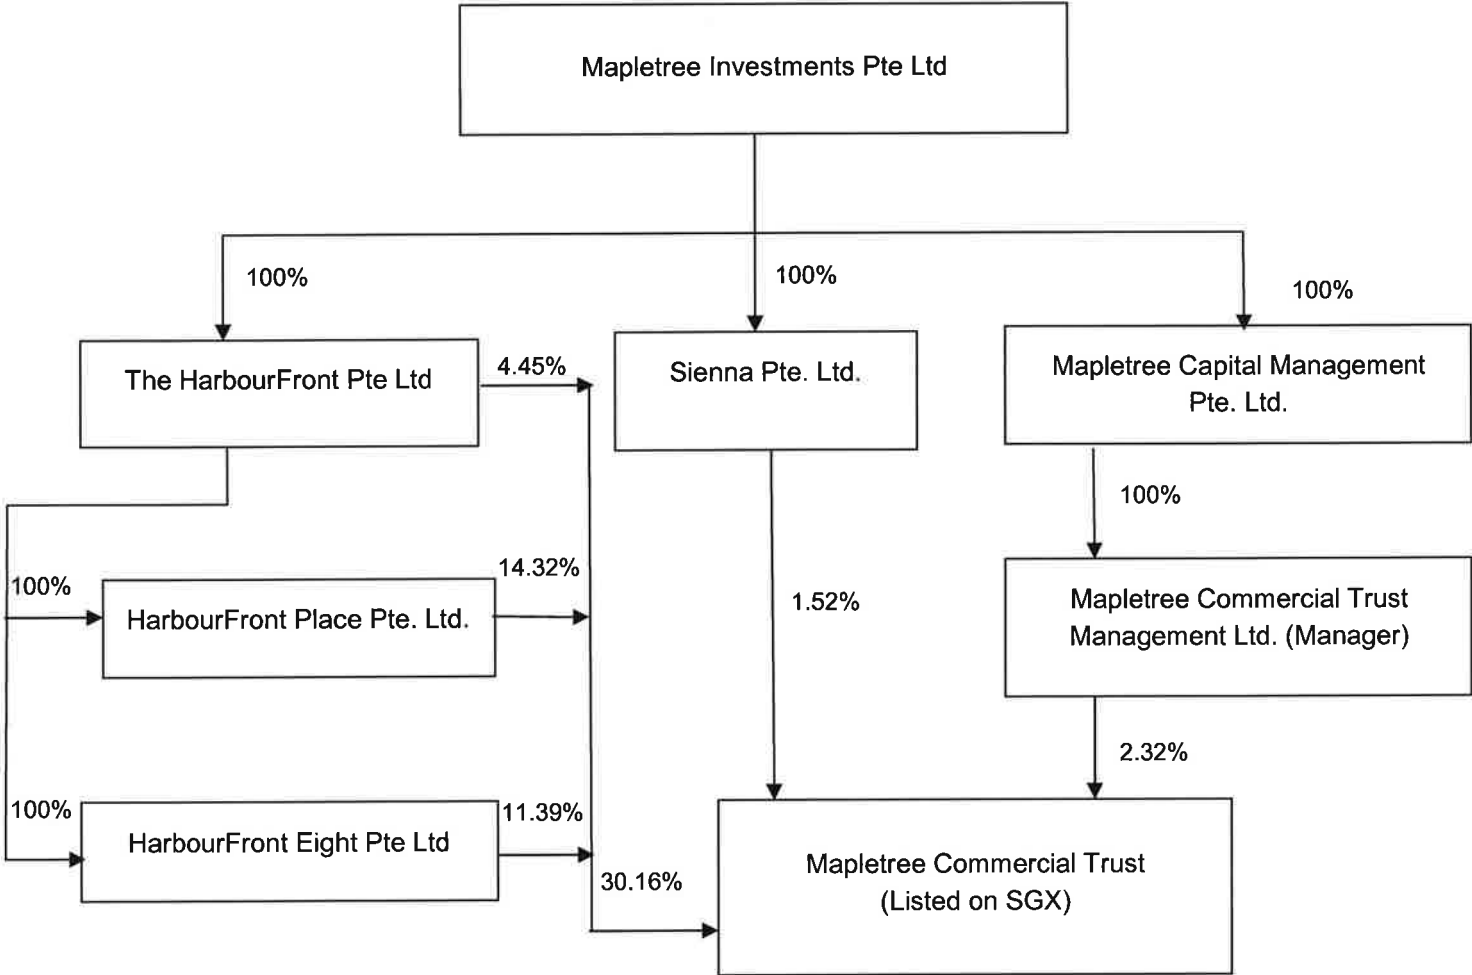 Mapletree Investments Pte Ltd
100%
100%
100%
The HarbourFront Pte Ltd
4.45%
Sienna Pte. Ltd.
Mapletree Capital Management
Pte. Ltd.
100%
100%
HarbourFront Place Pte. Ltd.
14.32%
1.52%
Mapletree Commercial Trust
Management Ltd. (Manager)
2.32%
100%
HarbourFront Eight Pte Ltd
11.39%
30.16%
Mapletree Commercial Trust
(Listed on SGX)